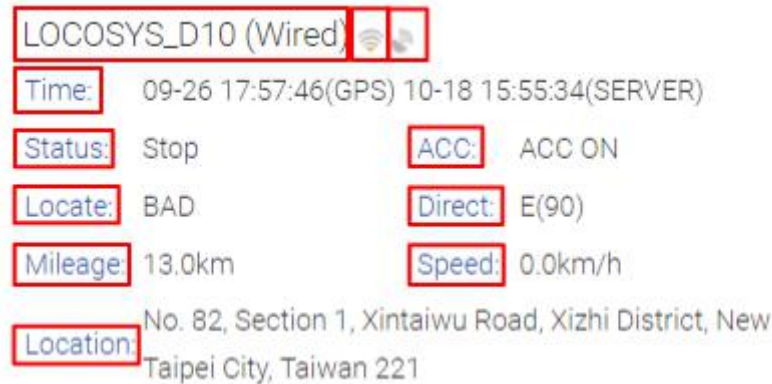 LOCOSYS_D10 (Wired)
Time: 09-26 17:57:46(GPS) 10-18 15:55:34(SERVER)
Status: Stop ACC: ACC ON
Locate: BAD Direct: E(90)
Mileage: 13.0km Speed: 0.0km/h
Location: No. 82, Section 1, Xintaiwu Road, Xizhi District, New
Taipei City, Taiwan 221